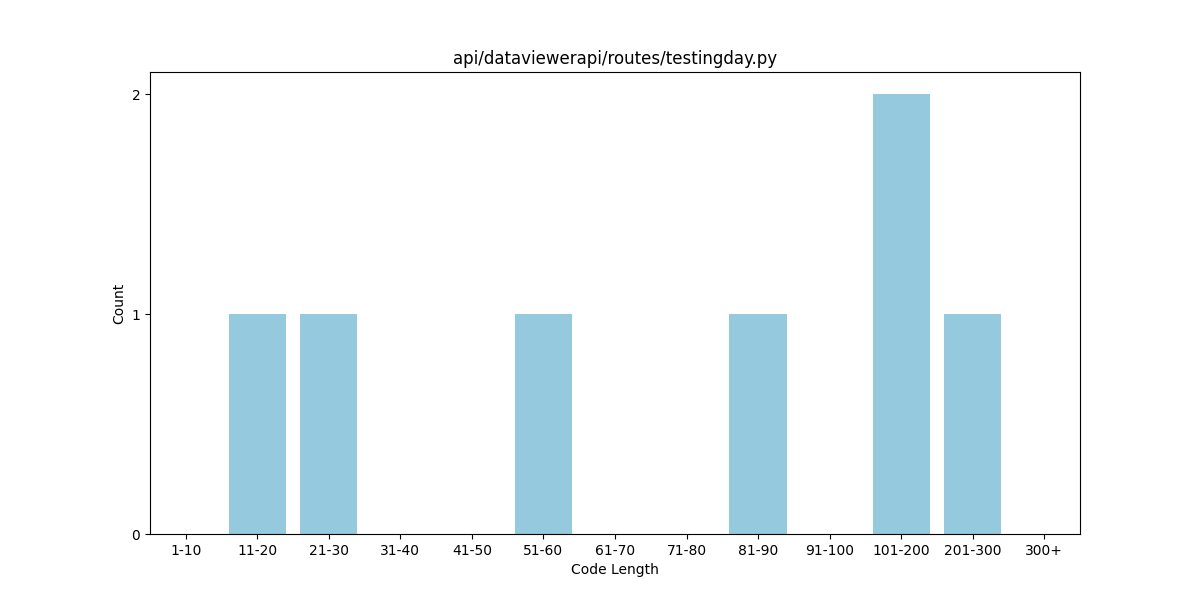 api/dataviewerapi/routes/testingday.py
Count
2
1
0
1-10 11-20 21-30 31-40 41-50 51-60 61-70 71-80 81-90 91-100 101-200 201-300 300+
Code Length